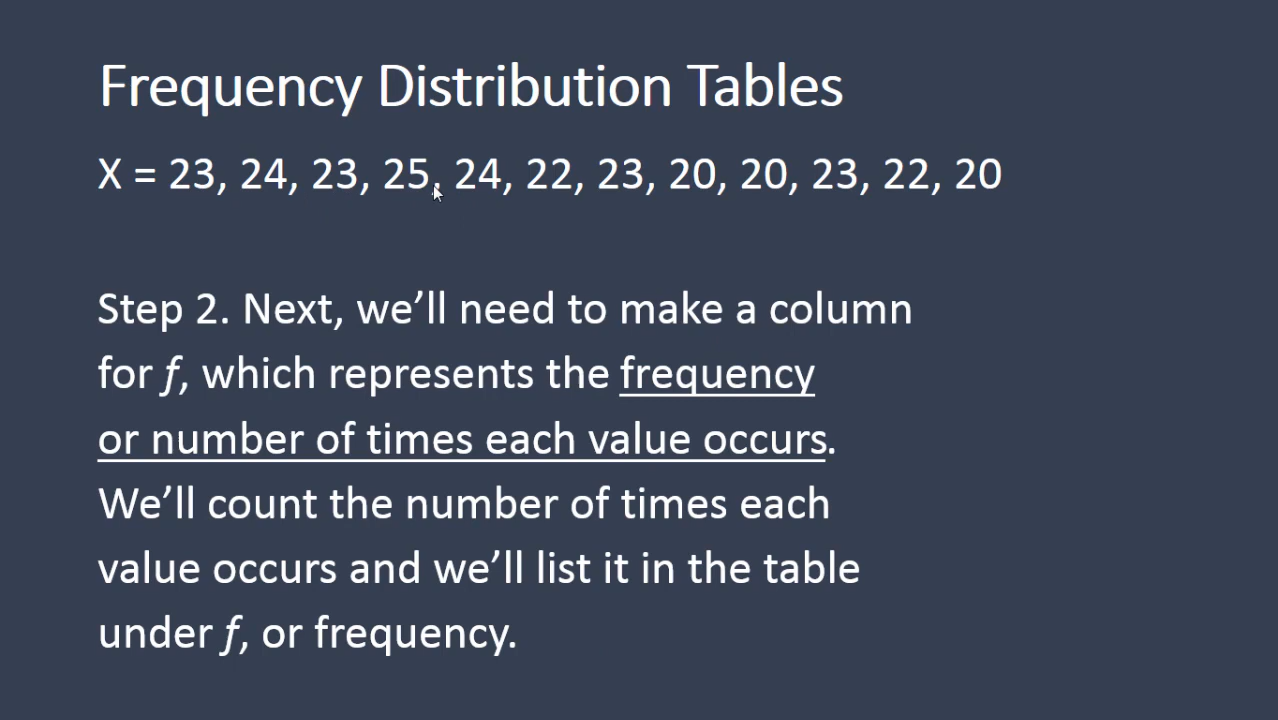 Frequency Distribution Tables
X = 23, 24, 23, 25, 24, 22, 23, 20, 20, 23, 22, 20
Step 2. Next, we’ll need to make a column
for f, which represents the frequency
or number of times each value occurs.
We’ll count the number of times each
value occurs and we’ll list it in the table
under f, or frequency.